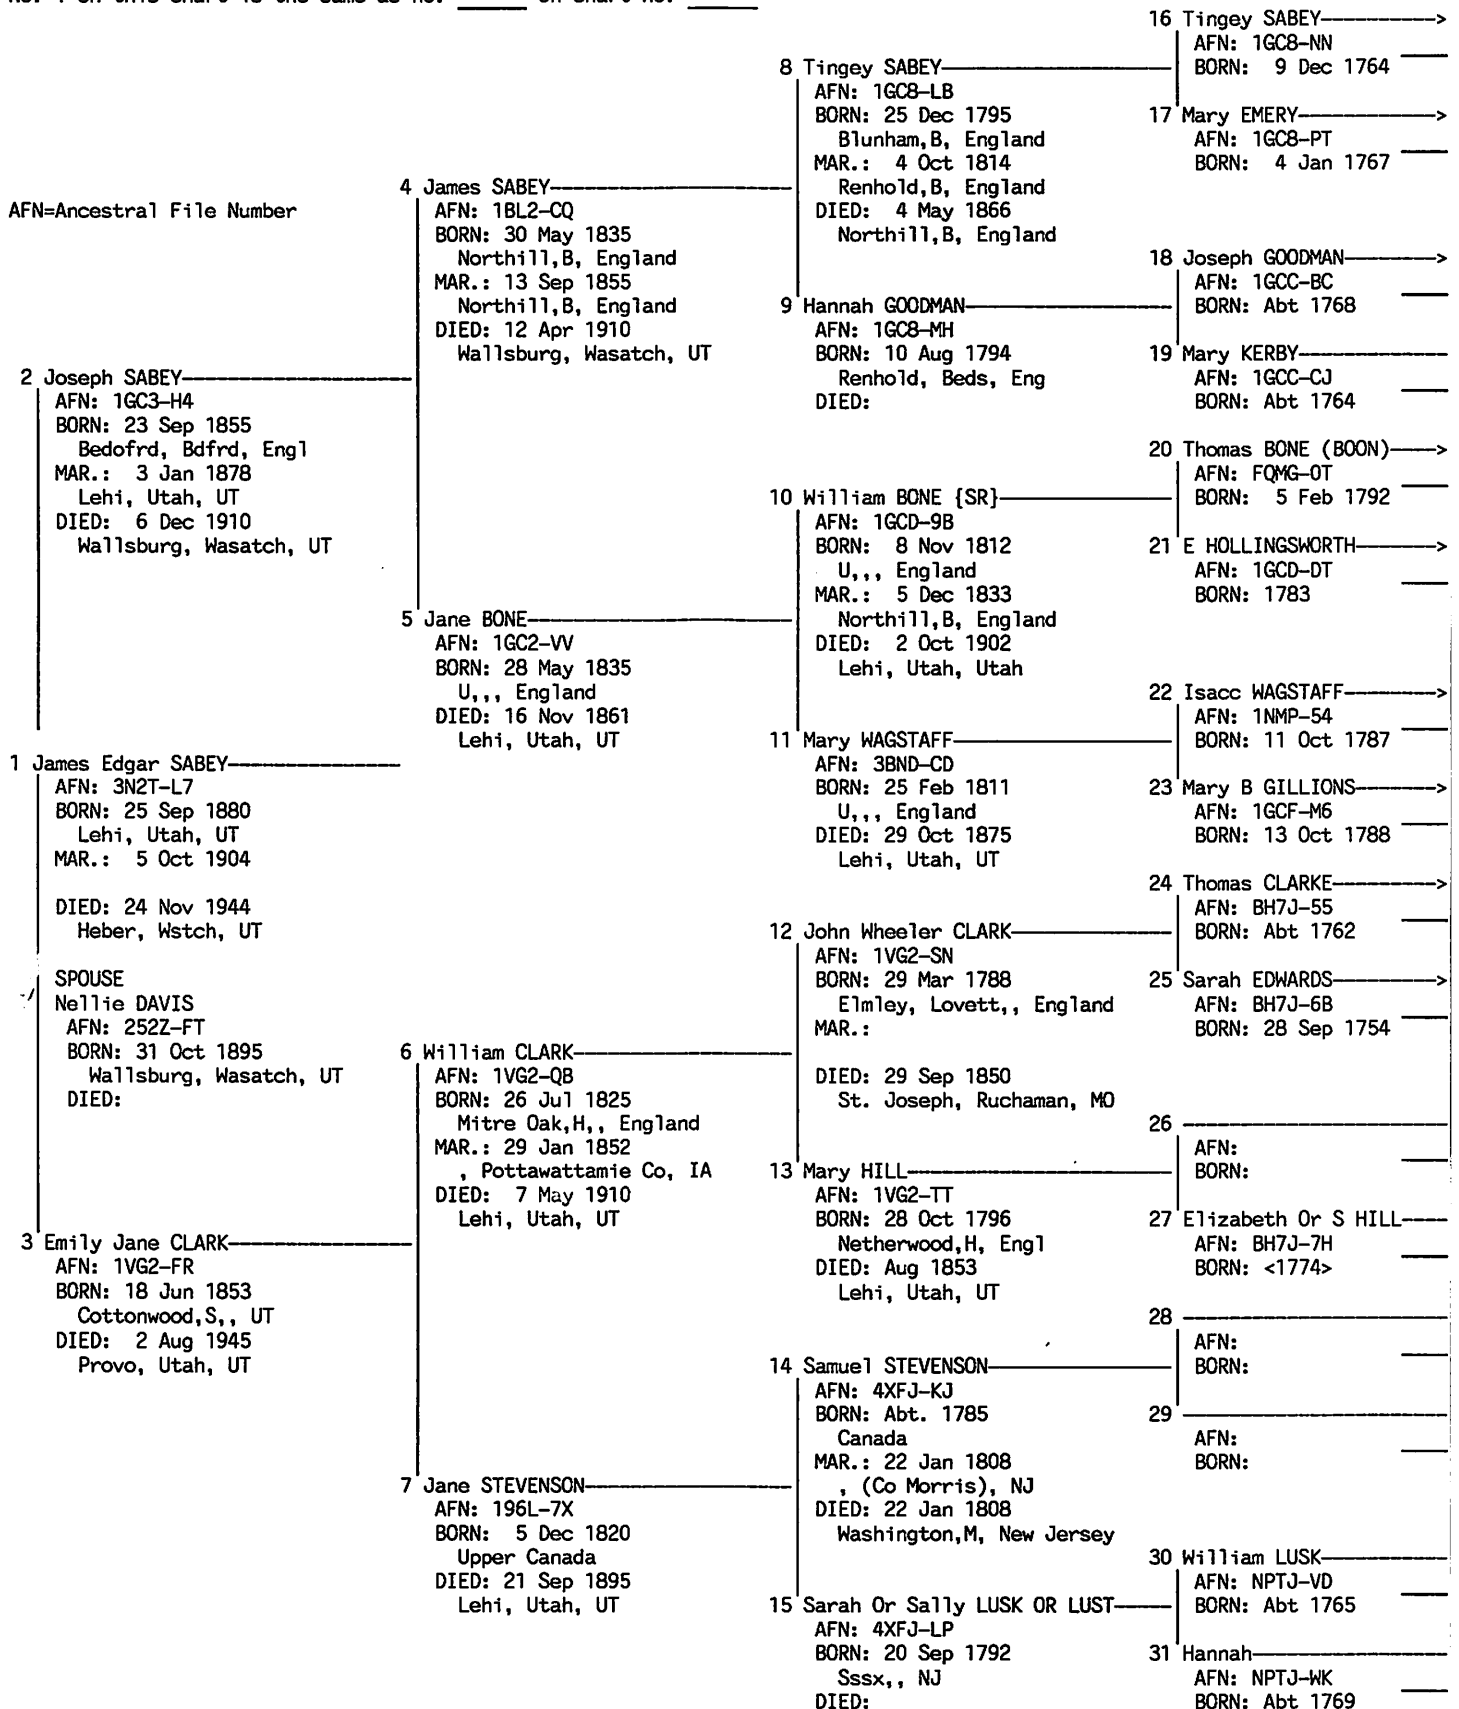 16 Tingey SABEY
AFN: 1GC8-NN
BORN: 9 Dec 1764
8 Tingey SABEY
AFN: 1GC8-LB
BORN: 25 Dec 1795
Blunham,B, England
MAR.: 4 Oct 1814
Renhold,B, England
DIED: 4 May 1866
Northill,B, England
17 Mary EMERY
AFN: 1GC8-PT
BORN: 4 Jan 1767
4 James SABEY
AFN: 1BL2-CQ
BORN: 30 May 1835
Northill,B, England
MAR.: 13 Sep 1855
Northill,B, England
DIED: 12 Apr 1910
Wallsburg, Wasatch, UT
AFN=Ancestral File Number
18 Joseph GOODMAN
AFN: 1GCC-BC
BORN: Abt 1768
9 Hannah GOODMAN
AFN: 1GC8-MH
BORN: 10 Aug 1794
Renhold, Beds, Eng
DIED:
19 Mary KERBY
AFN: 1GCC-CJ
BORN: Abt 1764
2 Joseph SABEY
AFN: 1GC3-H4
BORN: 23 Sep 1855
Bedofrd, Bdfrd, Engl
MAR.: 3 Jan 1878
Lehi, Utah, UT
DIED: 6 Dec 1910
Wallsburg, Wasatch, UT
20 Thomas BONE (BOON)
AFN: FQMG-OT
BORN: 5 Feb 1792
10 William BONE {SR}
AFN: 1GCD-9B
BORN: 8 Nov 1812
U,,, England
MAR.: 5 Dec 1833
Northill,B, England
DIED: 2 Oct 1902
Lehi, Utah, Utah
21 E HOLLINGSWORTH
AFN: 1GCD-DT
BORN: 1783
5 Jane BONE
AFN: 1GC2-VV
BORN: 28 May 1835
U,,, England
DIED: 16 Nov 1861
Lehi, Utah, UT
22 Isacc WAGSTAFF
AFN: 1NMP-54
BORN: 11 Oct 1787
11 Mary WAGSTAFF
AFN: 3BND-CD
BORN: 25 Feb 1811
U,,, England
DIED: 29 Oct 1875
Lehi, Utah, UT
23 Mary B GILLIONS
AFN: 1GCF-M6
BORN: 13 Oct 1788
1 James Edgar SABEY
AFN: 3N2T-L7
BORN: 25 Sep 1880
Lehi, Utah, UT
MAR.: 5 Oct 1904
DIED: 24 Nov 1944
Heber, Wstch, UT
SPOUSE
Nellie DAVIS
AFN: 252Z-FT
BORN: 31 Oct 1895
Wallsburg, Wasatch, UT
DIED:
24 Thomas CLARKE
AFN: BH7J-55
BORN: Abt 1762
12 John Wheeler CLARK
AFN: 1VG2-SN
BORN: 29 Mar 1788
Elmley, Lovett,, England
MAR.:
DIED: 29 Sep 1850
St. Joseph, Ruchaman, MO
25 Sarah EDWARDS
AFN: BH7J-6B
BORN: 28 Sep 1754
6 William CLARK
AFN: 1VG2-QB
BORN: 26 Jul 1825
Mitre Oak,H,, England
MAR.: 29 Jan 1852
, Pottawattamie Co, IA
DIED: 7 May 1910
Lehi, Utah, UT
26
AFN:
BORN:
13 Mary HILL
AFN: 1VG2-TT
BORN: 28 Oct 1796
Netherwood,H, Engl
DIED: Aug 1853
Lehi, Utah, UT
27 Elizabeth Or S HILL
AFN: BH7J-7H
BORN: <1774>
3 Emily Jane CLARK
AFN: 1VG2-FR
BORN: 18 Jun 1853
Cottonwood,S,, UT
DIED: 2 Aug 1945
Provo, Utah, UT
28
AFN:
BORN:
14 Samuel STEVENSON
AFN: 4XFJ-KJ
BORN: Abt. 1785
Canada
MAR.: 22 Jan 1808
, (Co Morris), NJ
DIED: 22 Jan 1808
Washington,M, New Jersey
29
AFN:
BORN:
7 Jane STEVENSON
AFN: 196L-7X
BORN: 5 Dec 1820
Upper Canada
DIED: 21 Sep 1895
Lehi, Utah, UT
30 William LUSK
AFN: NPTJ-VD
BORN: Abt 1765
15 Sarah Or Sally LUSK OR LUST
AFN: 4XFJ-LP
BORN: 20 Sep 1792
Sssx,, NJ
DIED:
31 Hannah
AFN: NPTJ-WK
BORN: Abt 1769